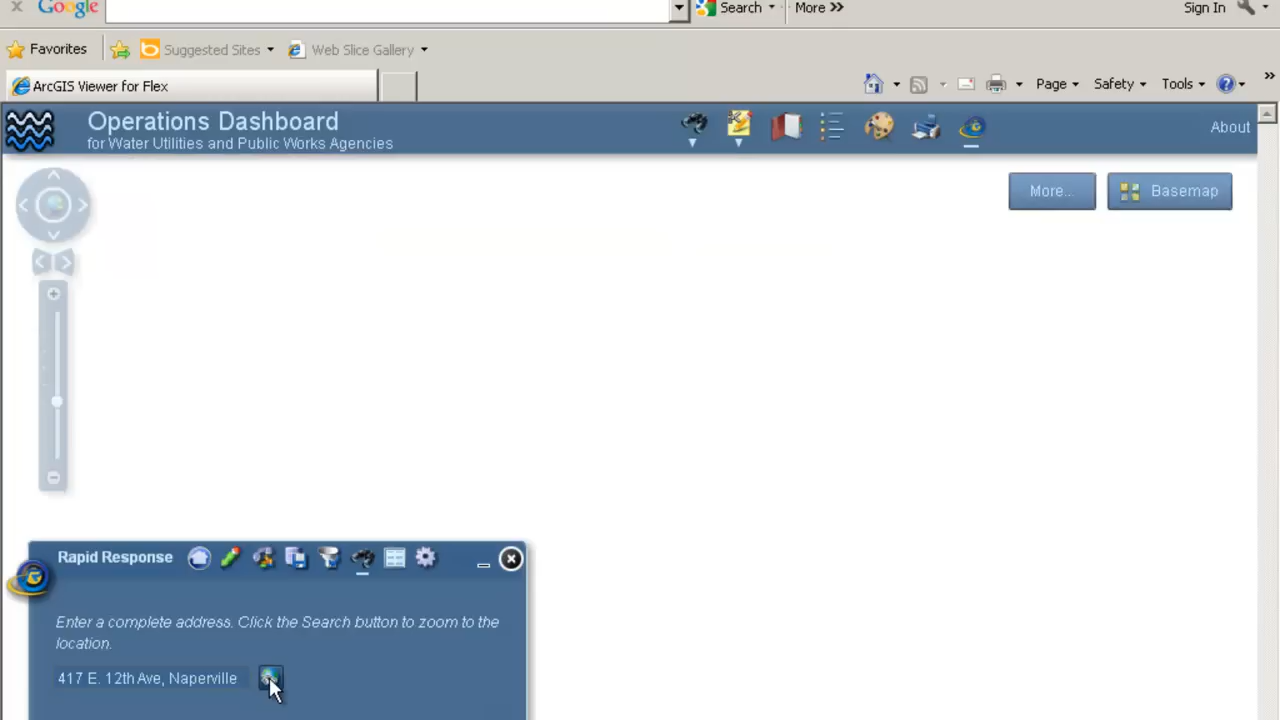 Google Search More Sign In
Favorites Suggested Sites Web Slice Gallery
ArcGIS Viewer for Flex Page Safety Tools
Operations Dashboard
for Water Utilities and Public Works Agencies
About
More... Basemap
Rapid Response
Enter a complete address. Click the Search button to zoom to the
location.
417 E. 12th Ave, Naperville